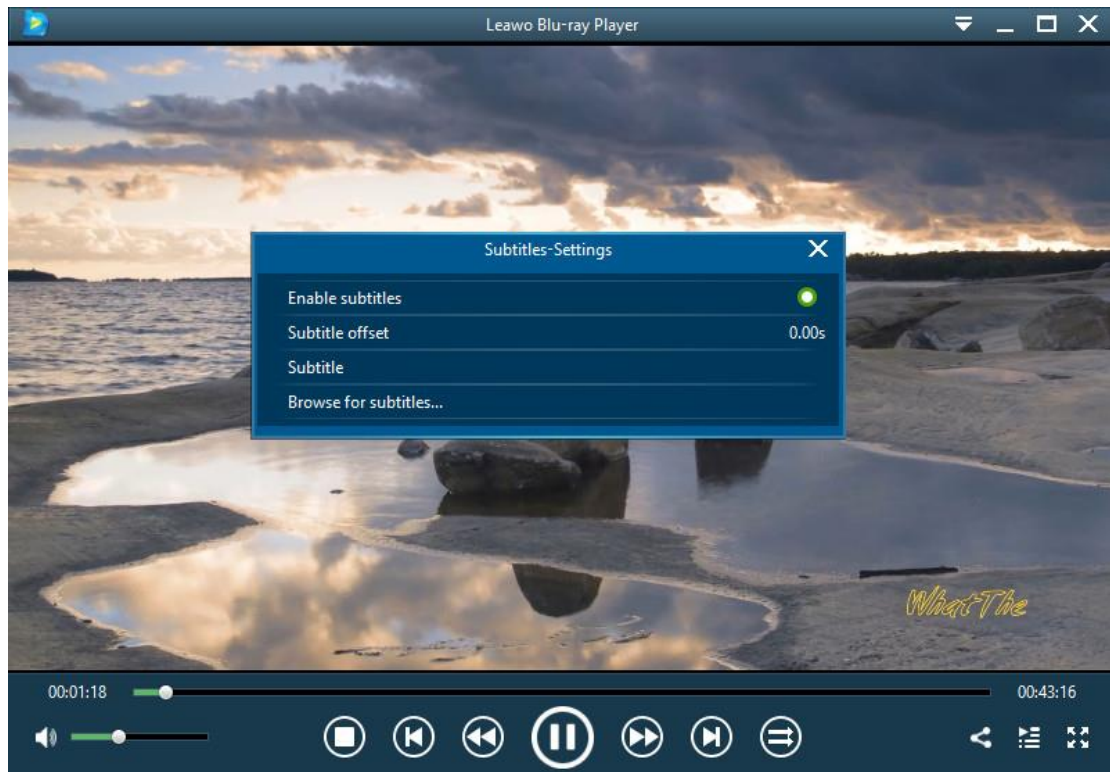 Leawo Blu-ray Player
Subtitles-Settings
Enable subtitles
Subtitle offset 0.00s
Subtitle
Browse for subtitles...
WhatThe
00:01:18 00:43:16